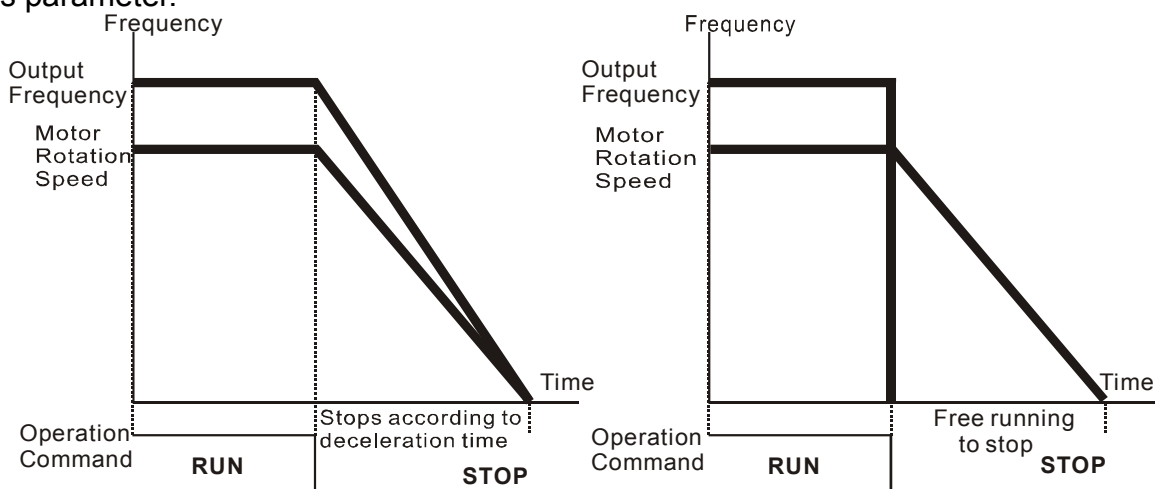 s parameter.
Frequency
Output
Frequency
Motor
Rotation
Speed
Time
Stops according to
deceleration time
Operation
Command
RUN
STOP
Frequency
Output
Frequency
Motor
Rotation
Speed
Time
Free running
to stop
Operation
Command
RUN
STOP